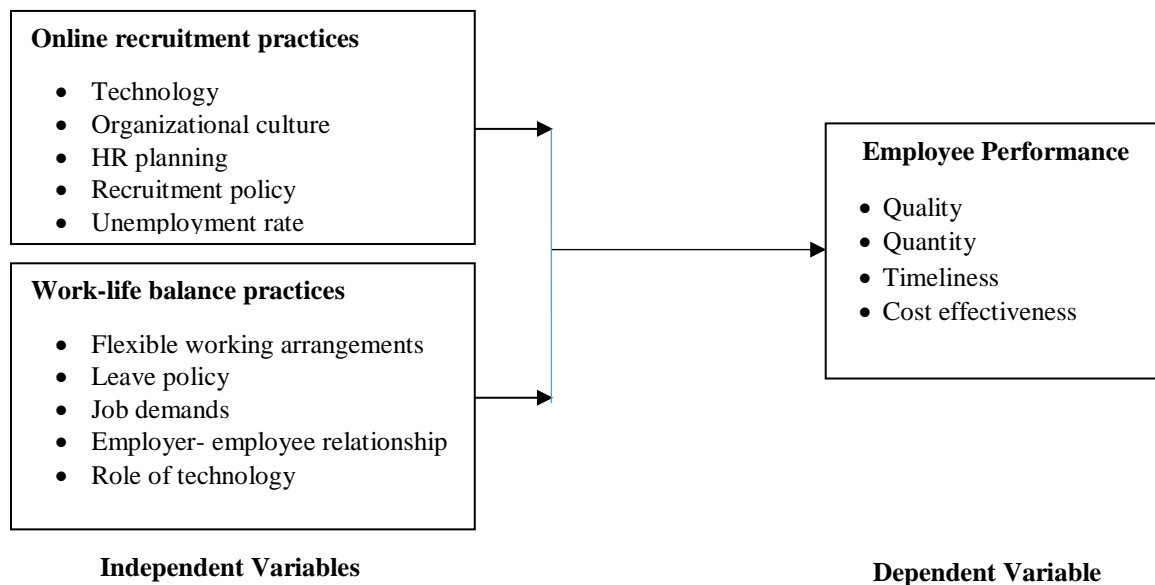 Online recruitment practices
• Technology
• Organizational culture
• HR planning
• Recruitment policy
• Unemployment rate
Work-life balance practices
• Flexible working arrangements
• Leave policy
• Job demands
• Employer- employee relationship
• Role of technology
Independent Variables
Employee Performance
• Quality
• Quantity
• Timeliness
• Cost effectiveness
Dependent Variable